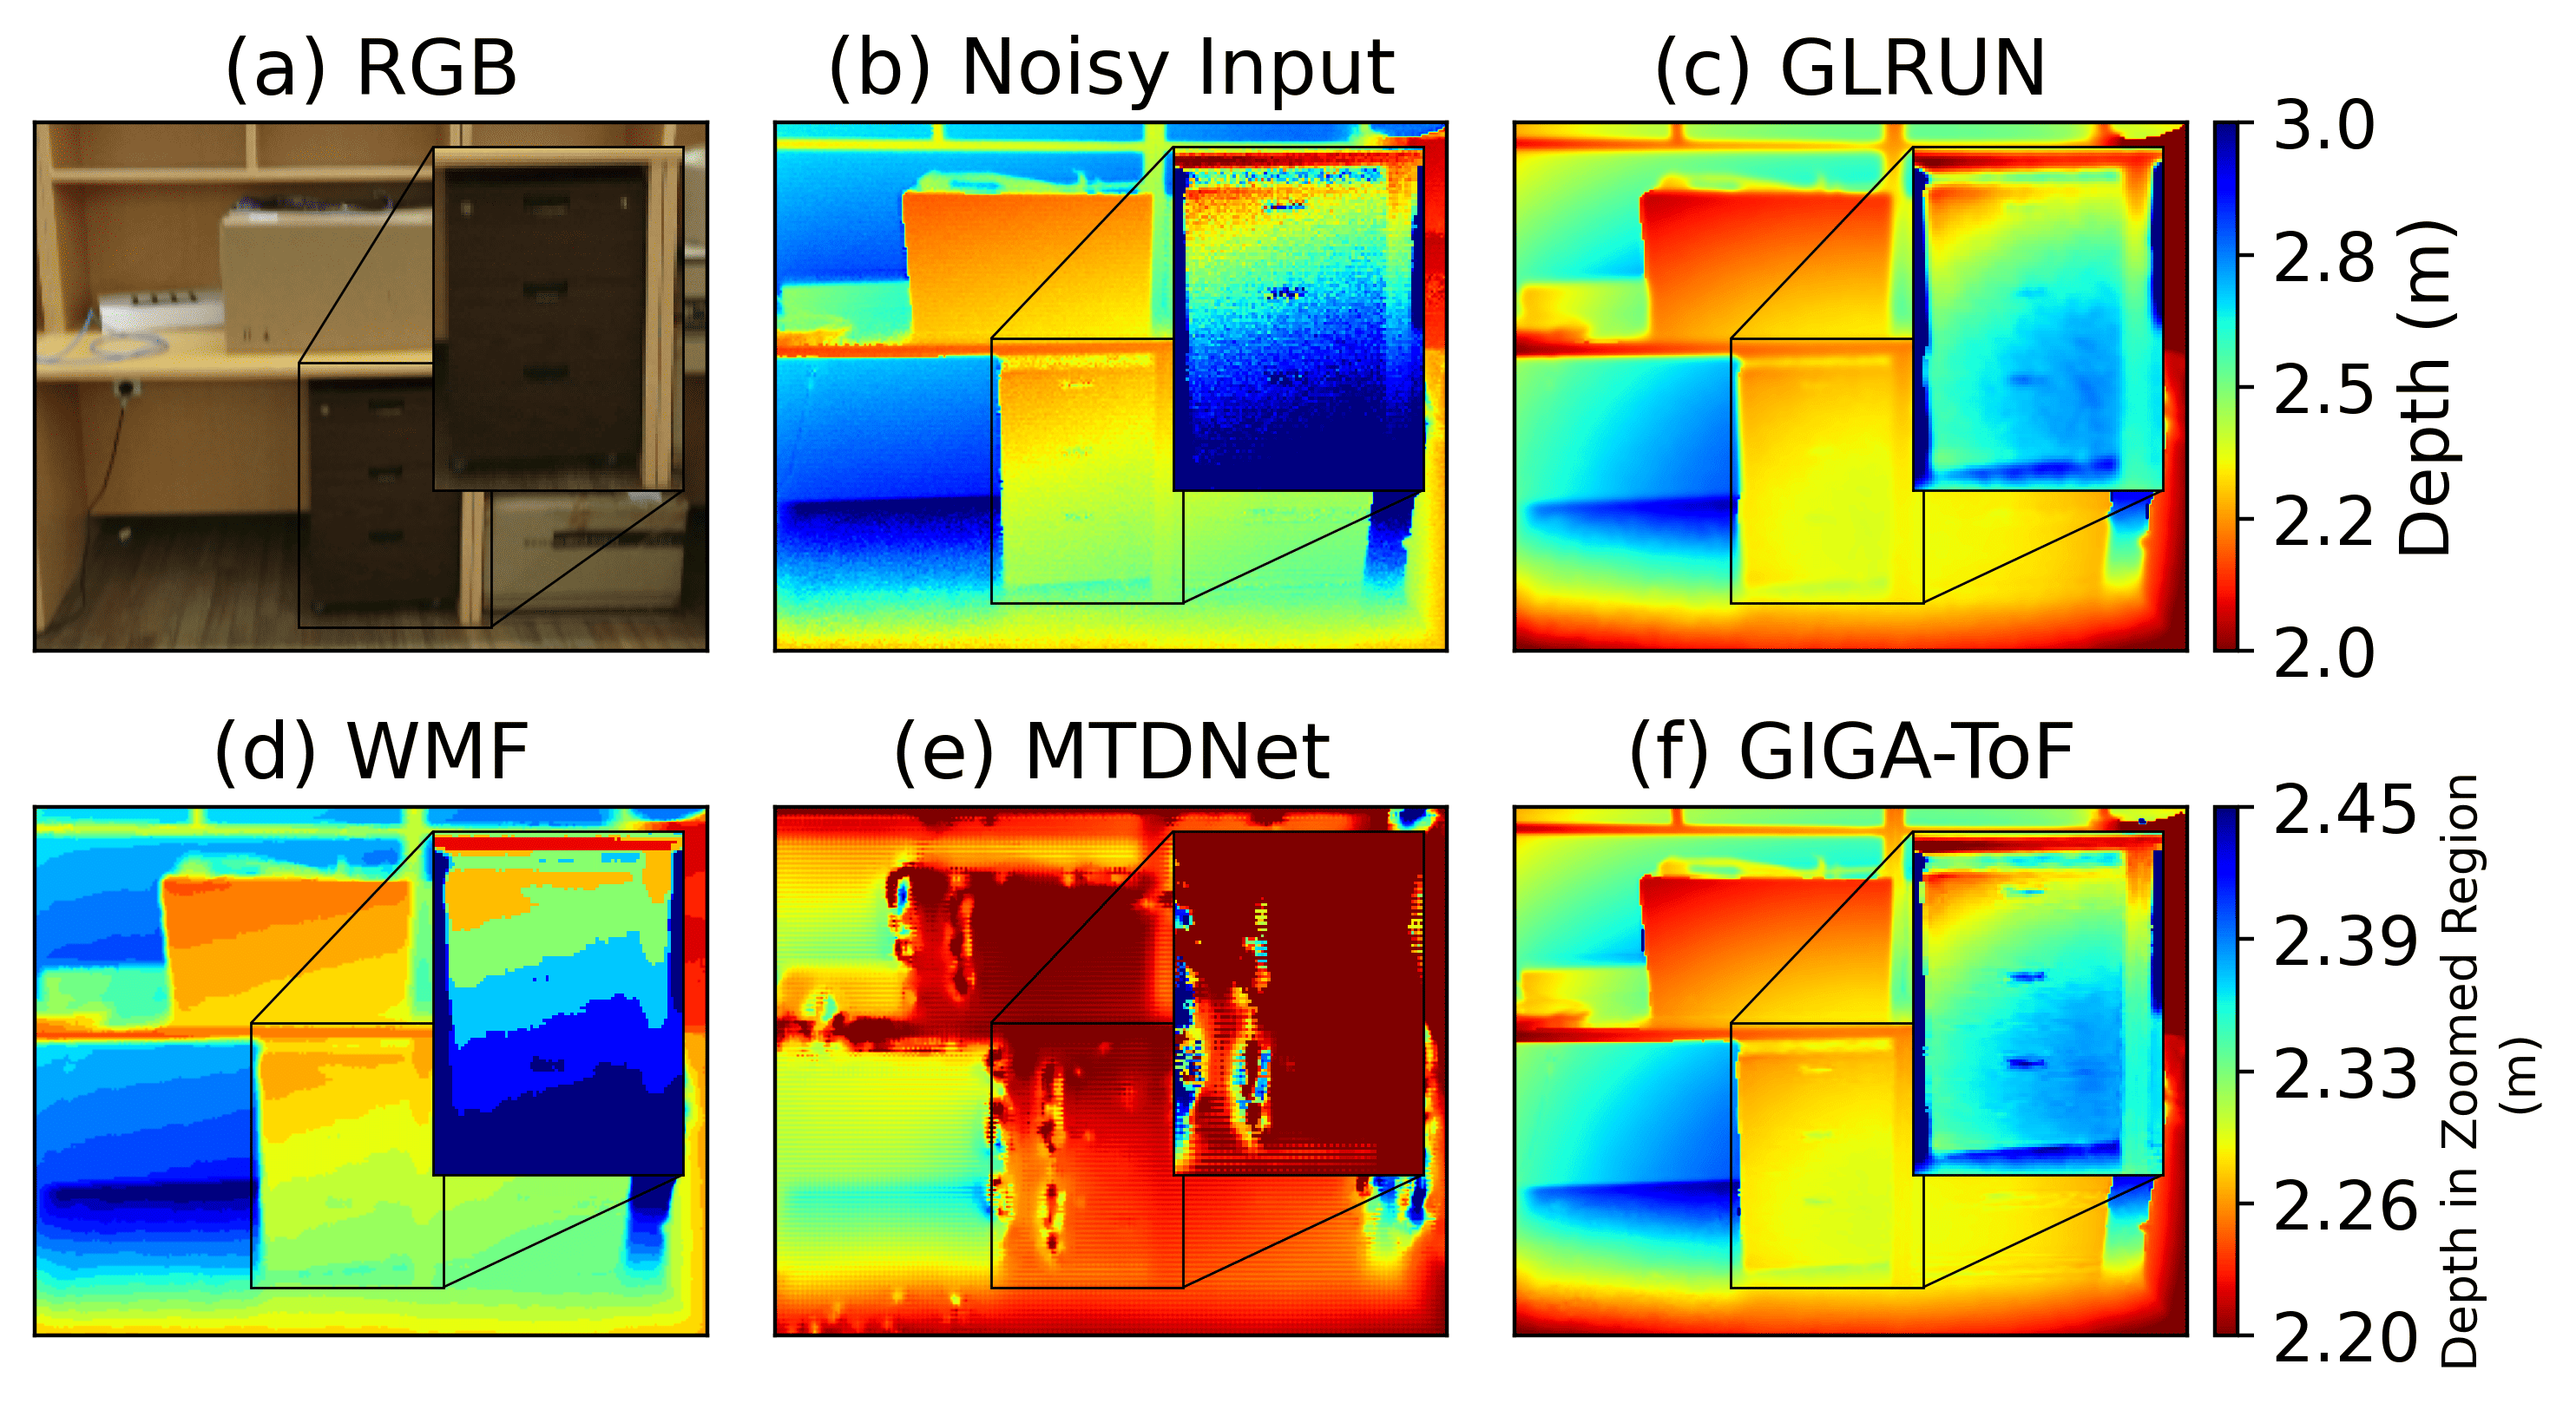 (a) RGB
(b) Noisy Input
(c) GLRUN
3.0
2.8
2.5
2.2
2.0
Depth (m)
(d) WMF
(e) MTDNet
(f) GIGA-ToF
2.45
2.39
2.33
2.26
2.20
Depth in Zoomed Region
(m)